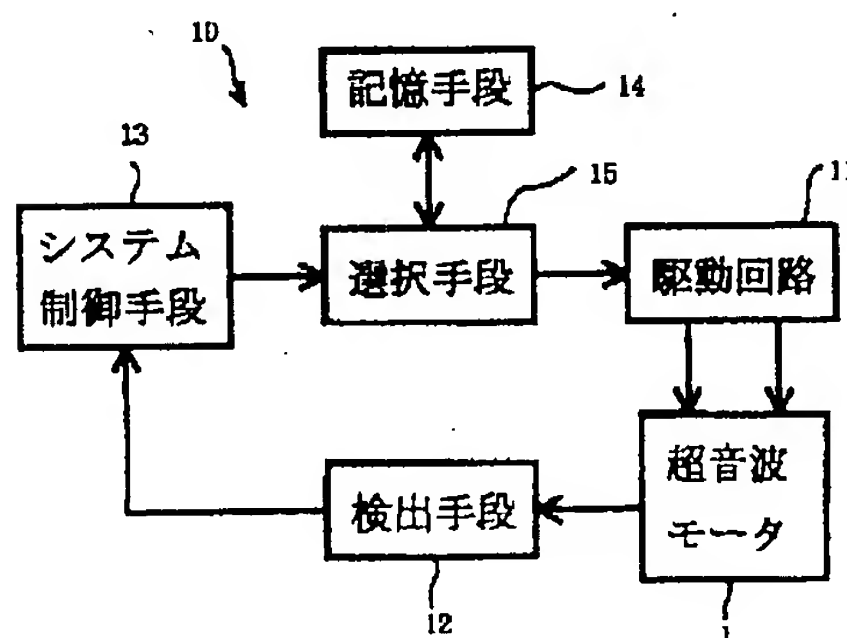 10
記憶手段
14
13
15
11
システム
制御手段
選択手段
駆動回路
超音波
モータ
検出手段
12
1